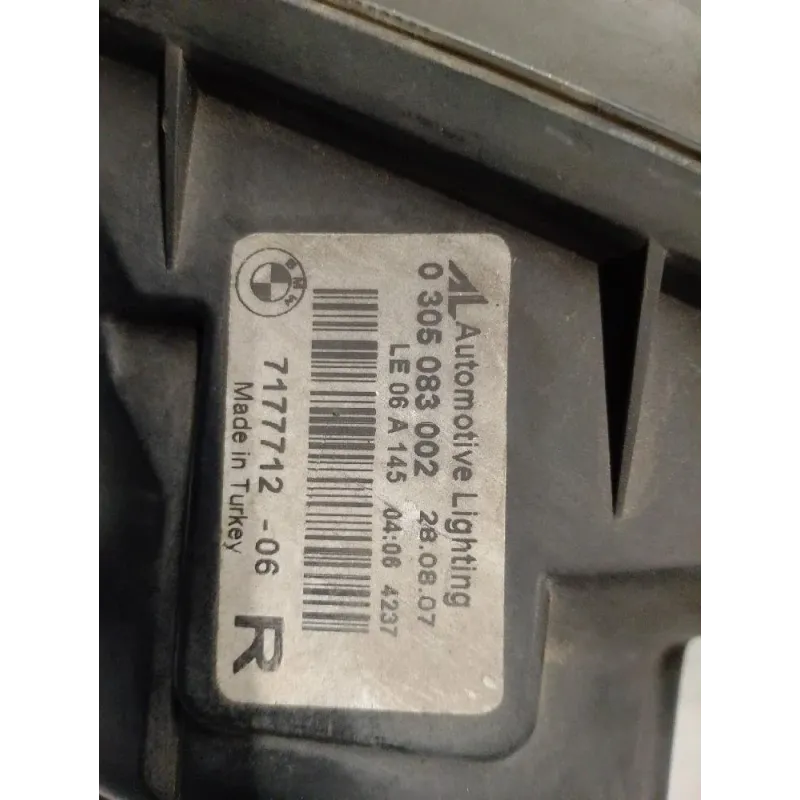 BMW
AL Automotive Lighting
0 305 083 002 28.08.07
LE 06 A 145 04:06 4237
7177712 -06
Made in Turkey
R